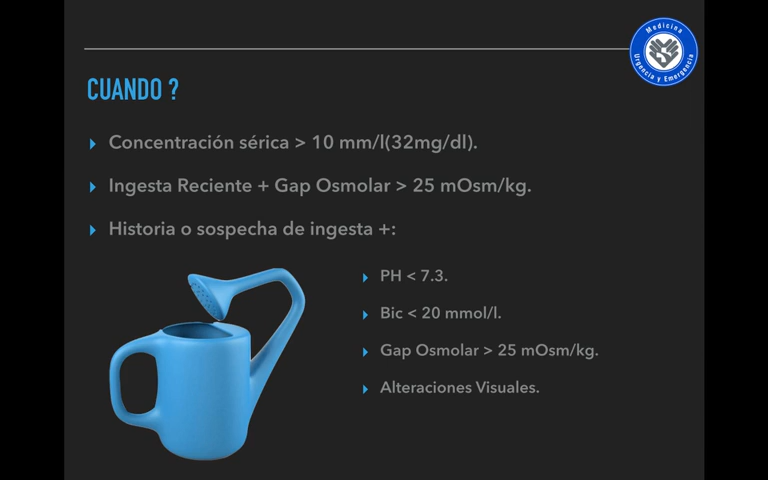 Medicina
Urgencia y Emergencia
CUANDO ?
Concentración sérica > 10 mm/l(32mg/dl).
Ingesta Reciente + Gap Osmolar > 25 mOsm/kg.
Historia o sospecha de ingesta +:
PH < 7.3.
Bic < 20 mmol/l.
Gap Osmolar > 25 mOsm/kg.
Alteraciones Visuales.